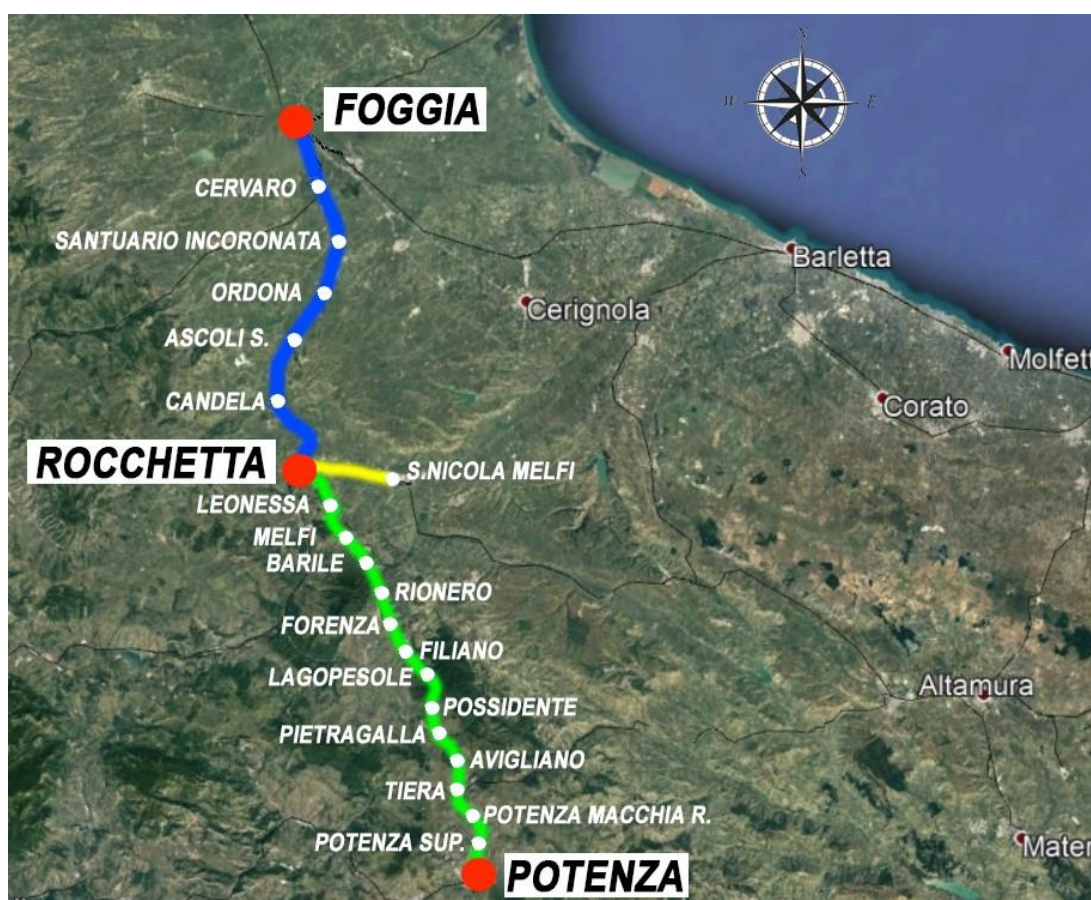 N
FOGGIA
W
E
CERVARO
S
SANTUARIO INCORONATA
Barletta
ORDONA
Cerignola
ASCOLI S.
Molfett
CANDELA
Corato
ROCCHETTA
S.NICOLA MELFI
LEONESSA
MELFI
BARILE
RIONERO
FORENZA
FILIANO
LAGOPESOLE
Altamura
POSSIDENTE
PIETRAGALLA
AVIGLIANO
TIERA
POTENZA MACCHIA R.
POTENZA SUP.
Mater
POTENZA